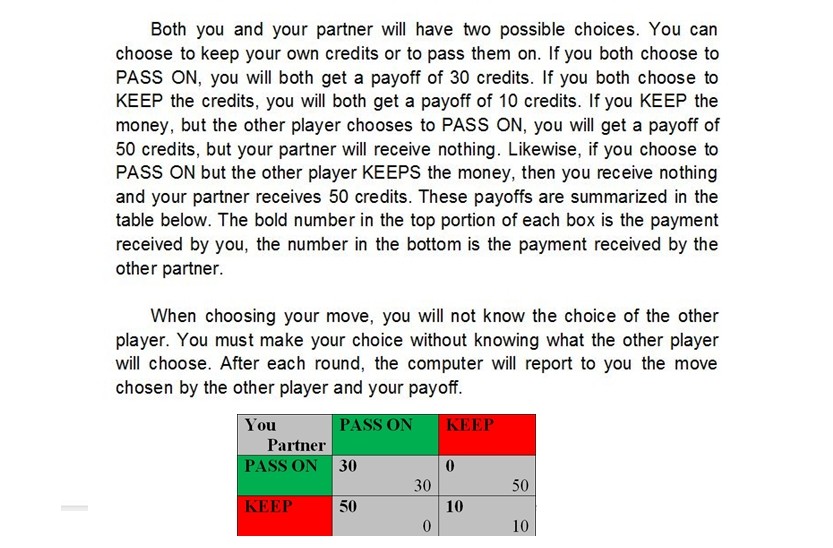 Both you and your partner will have two possible choices. You can
choose to keep your own credits or to pass them on. If you both choose to
PASS ON, you will both get a payoff of 30 credits. If you both choose to
KEEP the credits, you will both get a payoff of 10 credits. If you KEEP the
money, but the other player chooses to PASS ON, you will get a payoff of
50 credits, but your partner will receive nothing. Likewise, if you choose to
PASS ON but the other player KEEPS the money, then you receive nothing
and your partner receives 50 credits. These payoffs are summarized in the
table below. The bold number in the top portion of each box is the payment
received by you, the number in the bottom is the payment received by the
other partner.
When choosing your move, you will not know the choice of the other
player. You must make your choice without knowing what the other player
will choose. After each round, the computer will report to you the move
chosen by the other player and your payoff.
You PASS ON KEEP
Partner
PASS ON 30 0
30 50
KEEP 50 10
0 10